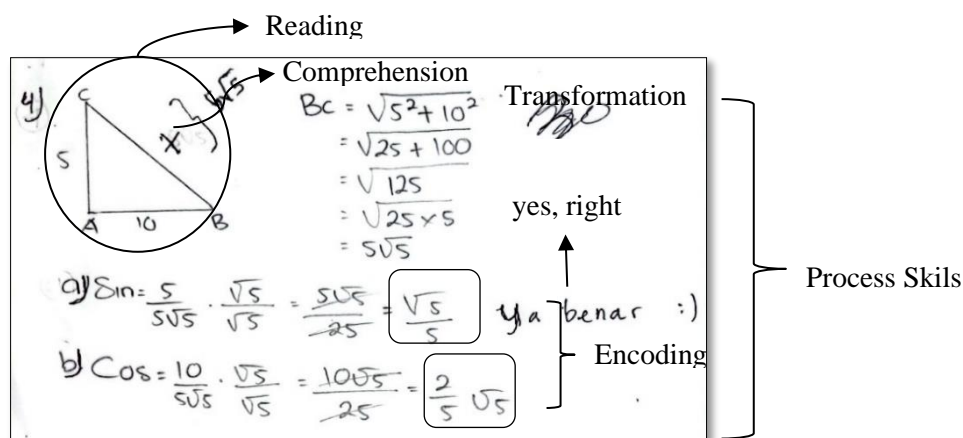 Reading
Comprehension
4)
C
5
A
10
B
x
5√5
BC = √5² + 10²
= √25 + 100
= √125
= √25 x 5
= 5√5
Transformation
yes, right
Process Skils
a) Sin = 5/5√5 · √5/√5 = 5√5/25 = √5/5
Ya benar :)
Encoding
b) Cos = 10/5√5 · √5/√5 = 10√5/25 = 2/5 √5